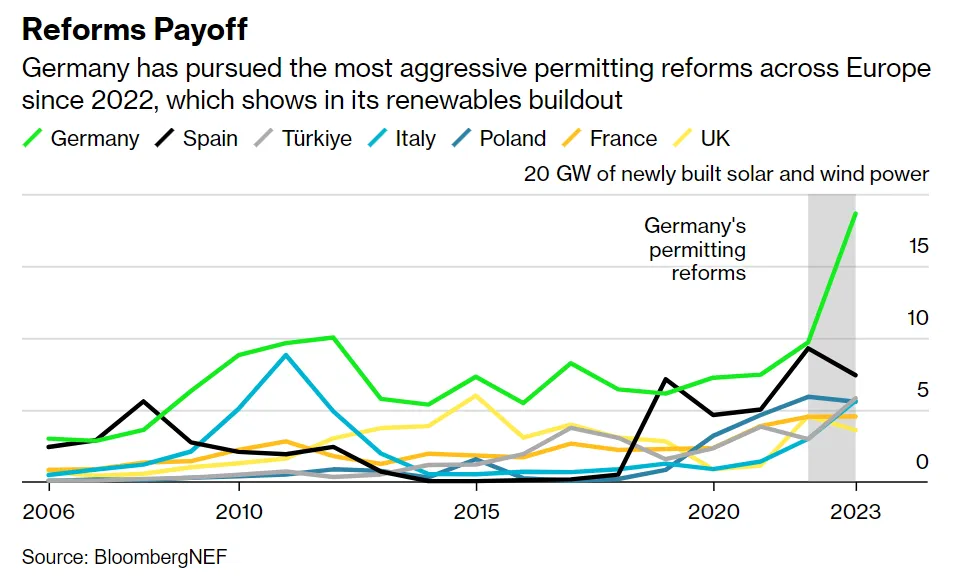 Reforms Payoff
Germany has pursued the most aggressive permitting reforms across Europe
since 2022, which shows in its renewables buildout
Germany Spain Türkiye Italy Poland France UK
20 GW of newly built solar and wind power
Germany's
permitting
reforms
15
10
5
0
2006 2010 2015 2020 2023
Source: BloombergNEF